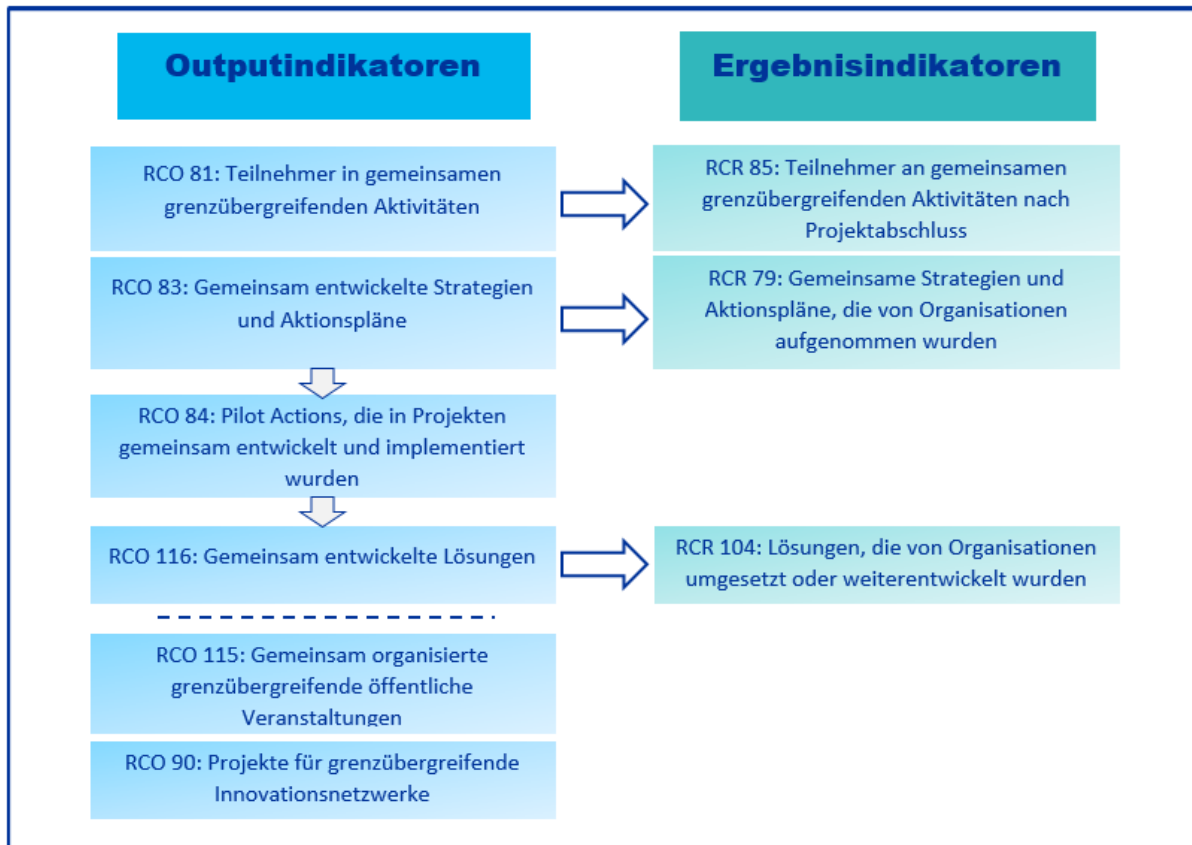 Outputindikatoren
Ergebnisindikatoren
RCO 81: Teilnehmer in gemeinsamen
grenzübergreifenden Aktivitäten
RCR 85: Teilnehmer an gemeinsamen
grenzübergreifenden Aktivitäten nach
Projektabschluss
RCO 83: Gemeinsam entwickelte Strategien
und Aktionspläne
RCR 79: Gemeinsame Strategien und
Aktionspläne, die von Organisationen
aufgenommen wurden
RCO 84: Pilot Actions, die in Projekten
gemeinsam entwickelt und implementiert
wurden
RCO 116: Gemeinsam entwickelte Lösungen
RCR 104: Lösungen, die von Organisationen
umgesetzt oder weiterentwickelt wurden
RCO 115: Gemeinsam organisierte
grenzübergreifende öffentliche
Veranstaltungen
RCO 90: Projekte für grenzübergreifende
Innovationsnetzwerke